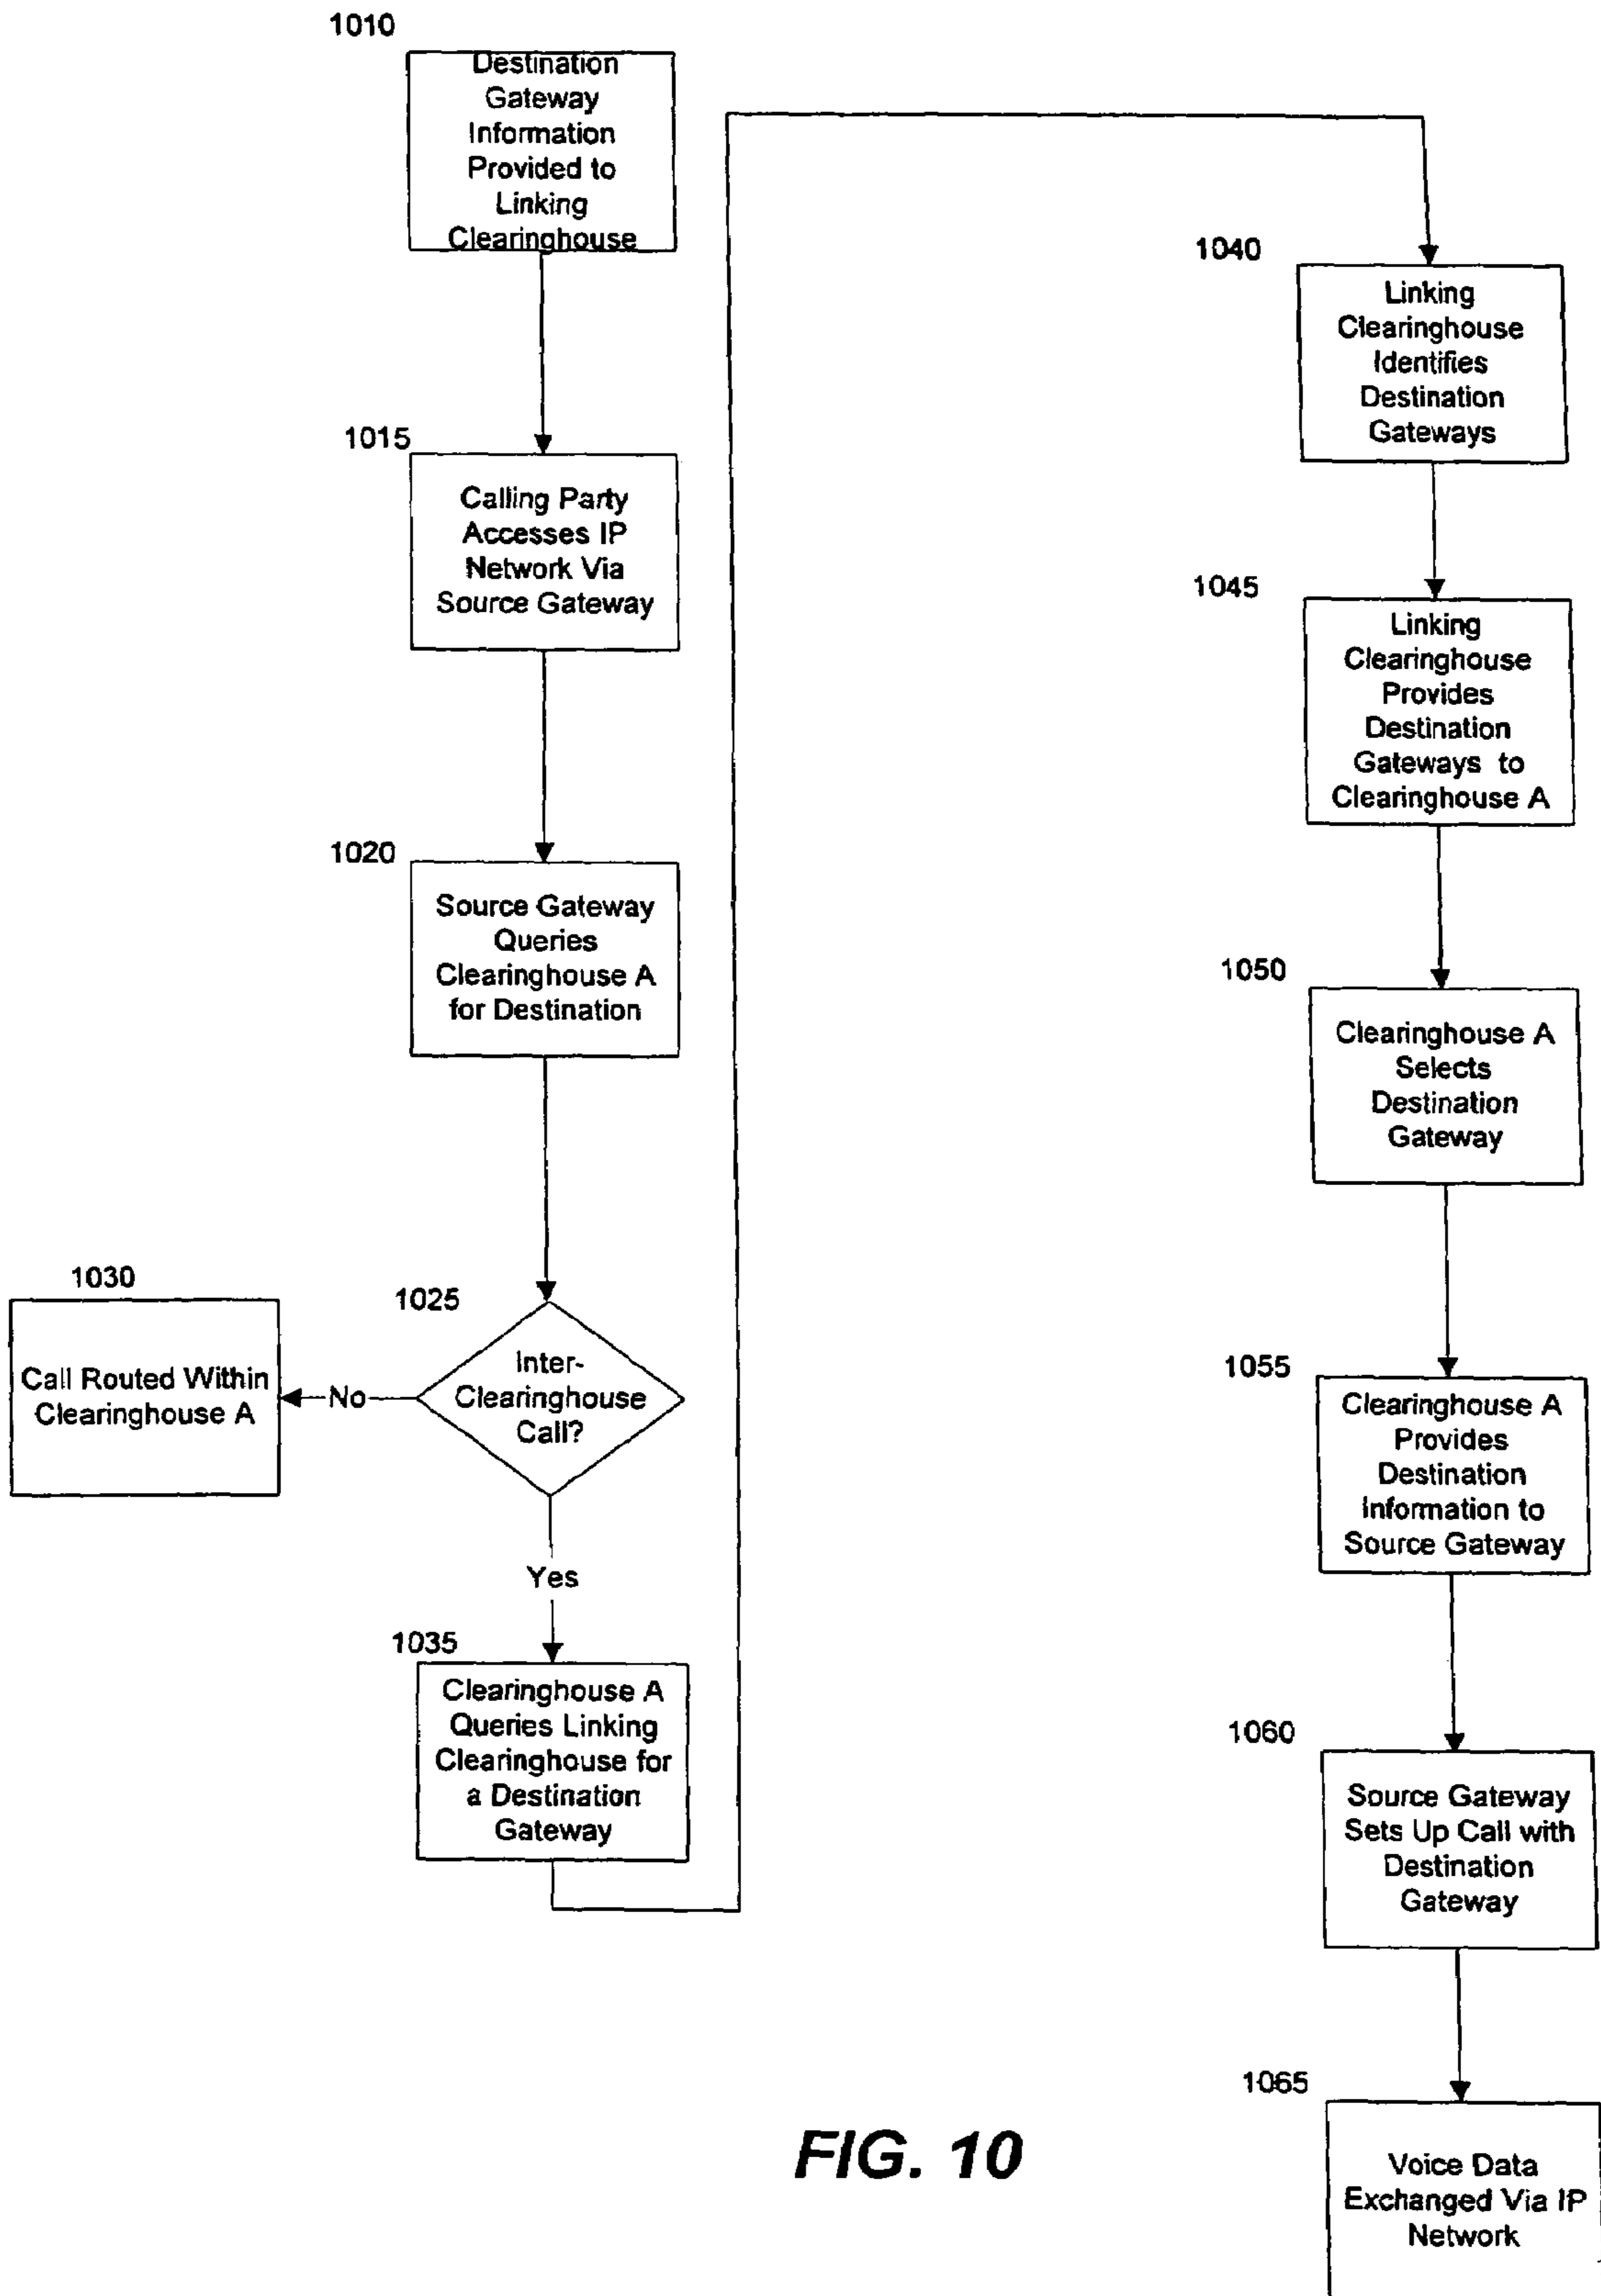 1010
Destination
Gateway
Information
Provided to
Linking
Clearinghouse
1015
Calling Party
Accesses IP
Network Via
Source Gateway
1020
Source Gateway
Queries
Clearinghouse A
for Destination
1025
Inter-
Clearinghouse
Call?
No
1030
Call Routed Within
Clearinghouse A
Yes
1035
Clearinghouse A
Queries Linking
Clearinghouse for
a Destination
Gateway
1040
Linking
Clearinghouse
Identifies
Destination
Gateways
1045
Linking
Clearinghouse
Provides
Destination
Gateways to
Clearinghouse A
1050
Clearinghouse A
Selects
Destination
Gateway
1055
Clearinghouse A
Provides
Destination
Information to
Source Gateway
1060
Source Gateway
Sets Up Call with
Destination
Gateway
1065
Voice Data
Exchanged Via IP
Network
FIG. 10